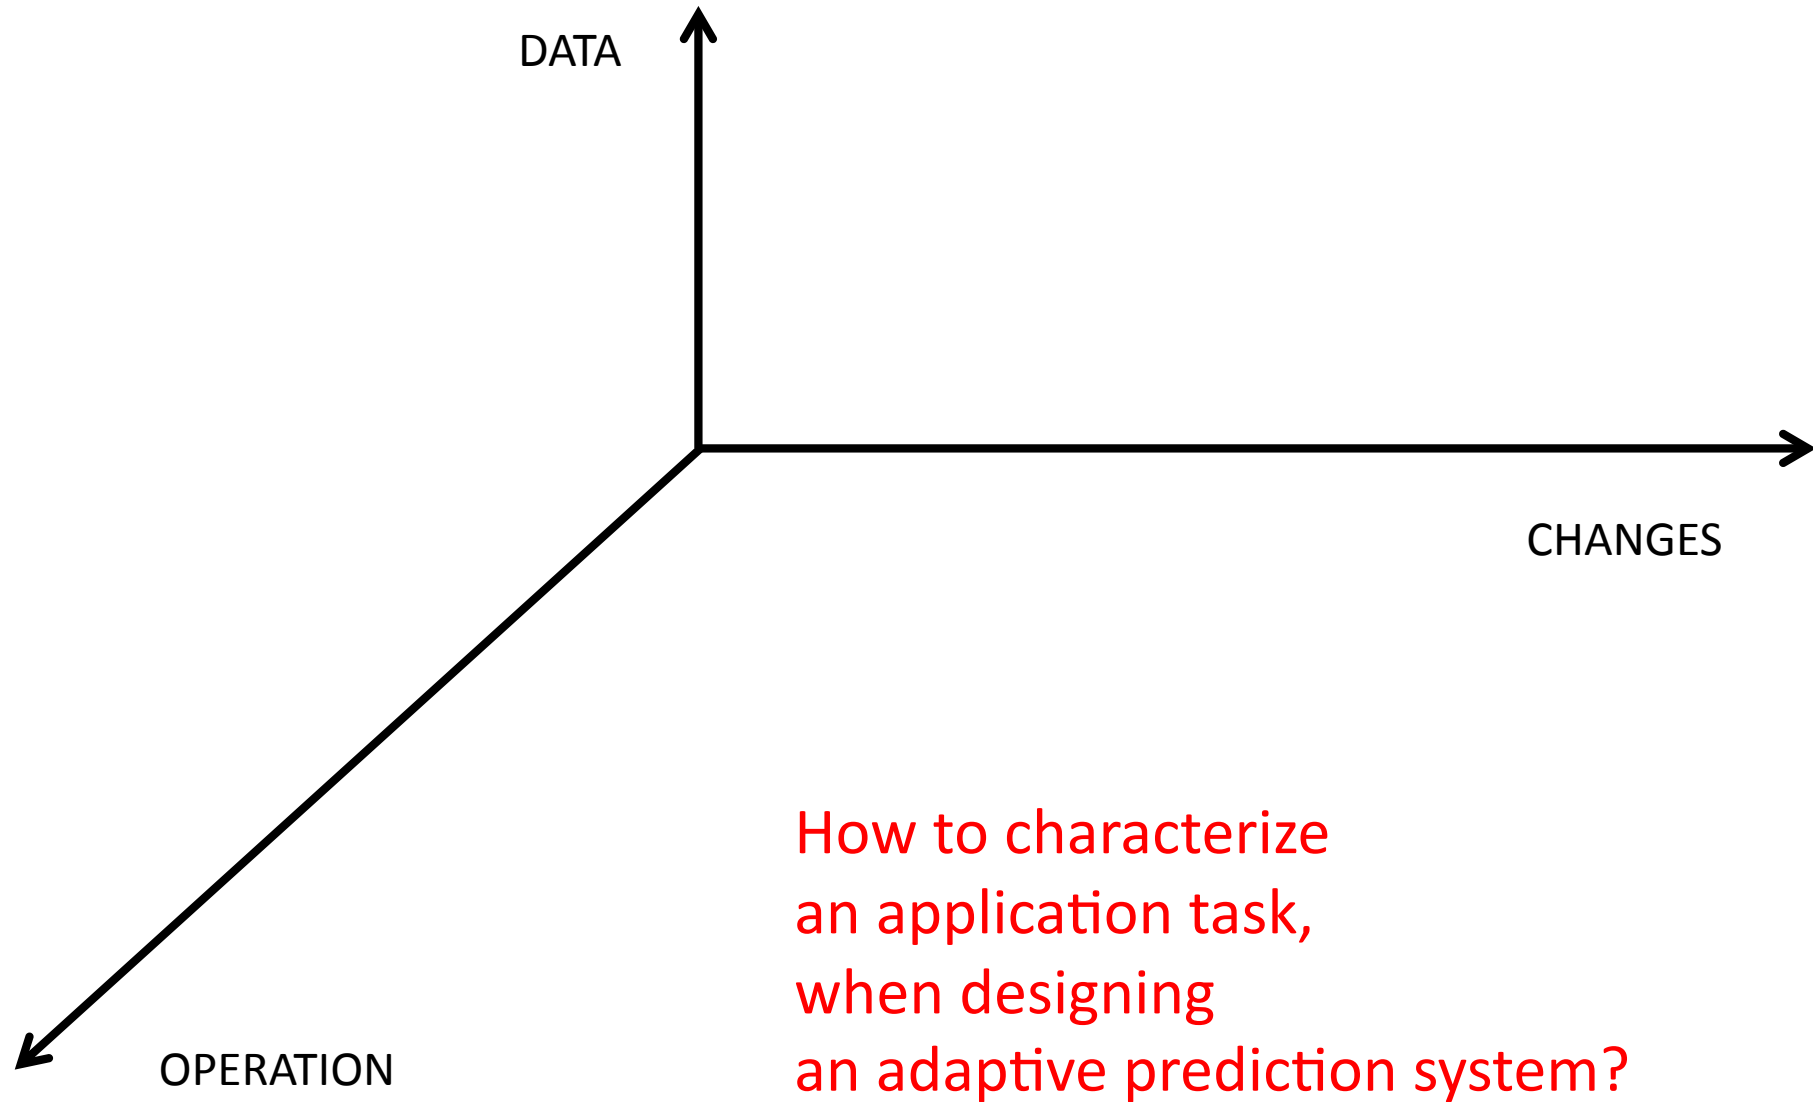 DATA
CHANGES
How to characterize
an application task,
when designing
an adaptive prediction system?
OPERATION